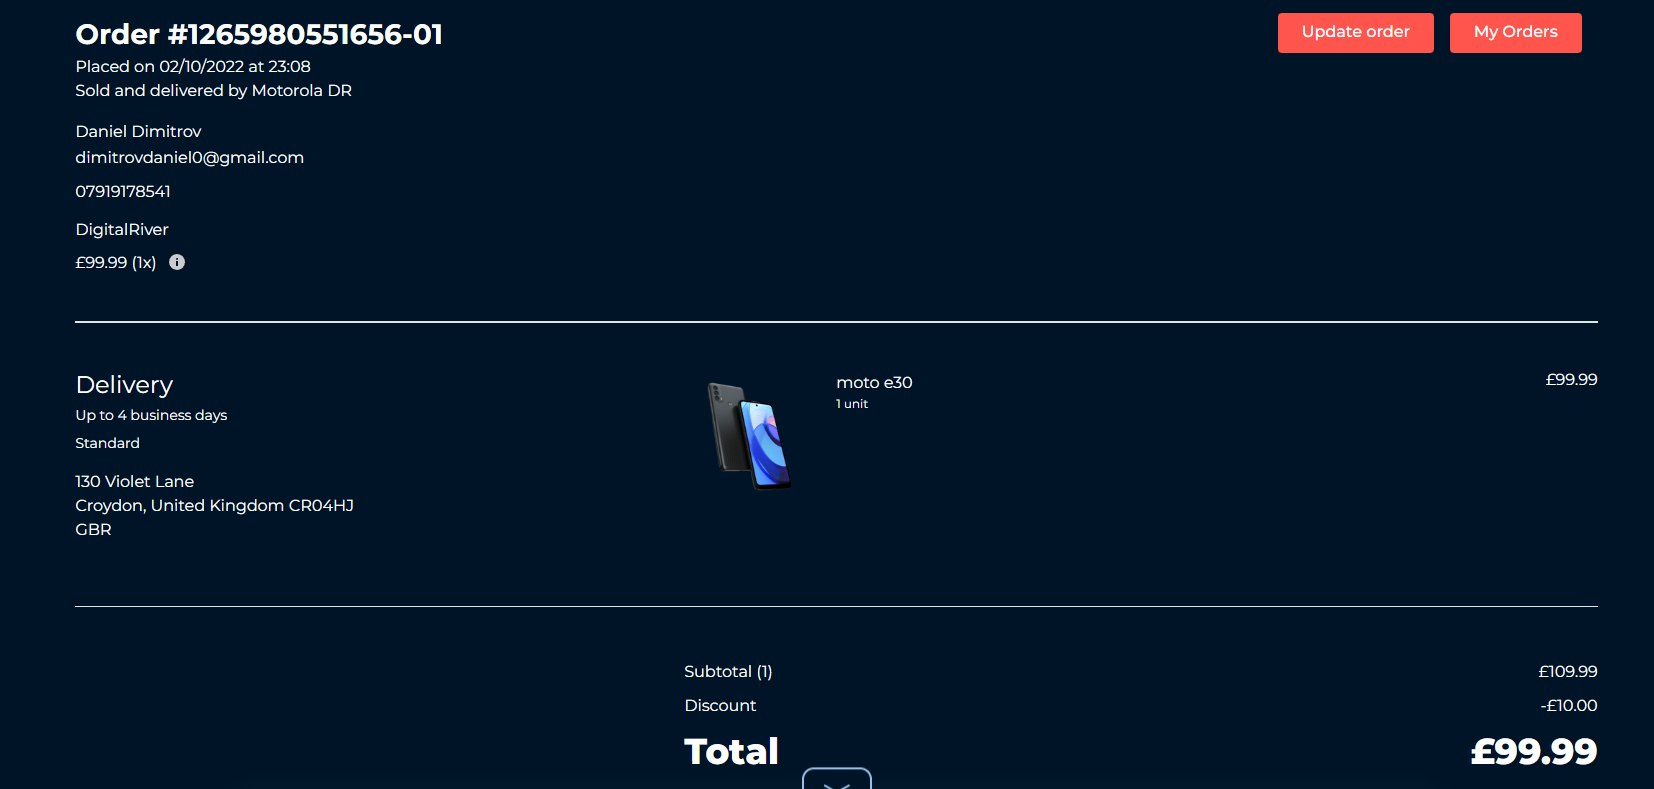 Order #1265980551656-01
Update order
My Orders
Placed on 02/10/2022 at 23:08
Sold and delivered by Motorola DR
Daniel Dimitrov
dimitrovdaniel0@gmail.com
07919178541
DigitalRiver
£99.99 (1x)
Delivery
Up to 4 business days
Standard
130 Violet Lane
Croydon, United Kingdom CR04HJ
GBR
moto e30
1 unit
£99.99
Subtotal (1)
£109.99
Discount
-£10.00
Total
£99.99